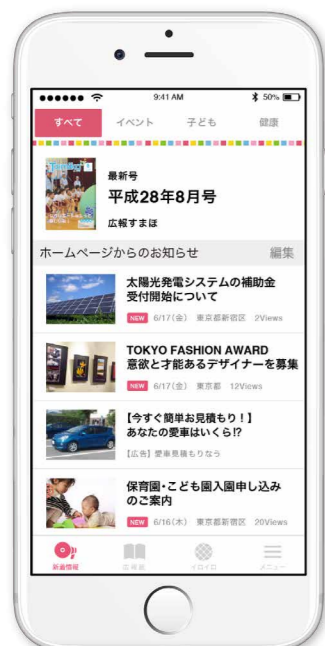 9:41 AM
50%
すべて
イベント
子ども
健康
最新号
平成28年8月号
広報すまほ
ホームページからのお知らせ
編集
太陽光発電システムの補助金
受付開始について
NEW 6/17(金) 東京都新宿区 2Views
TOKYO FASHION AWARD
意欲と才能あるデザイナーを募集
NEW 6/17(金) 東京都 12Views
【今すぐ簡単お見積もり!】
あなたの愛車はいくら!?
【広告】愛車見積もりなう
保育園・こども園入園申し込み
のご案内
NEW 6/16(木) 東京都新宿区 20Views
新着情報
広報紙
イロイロ
メニュー